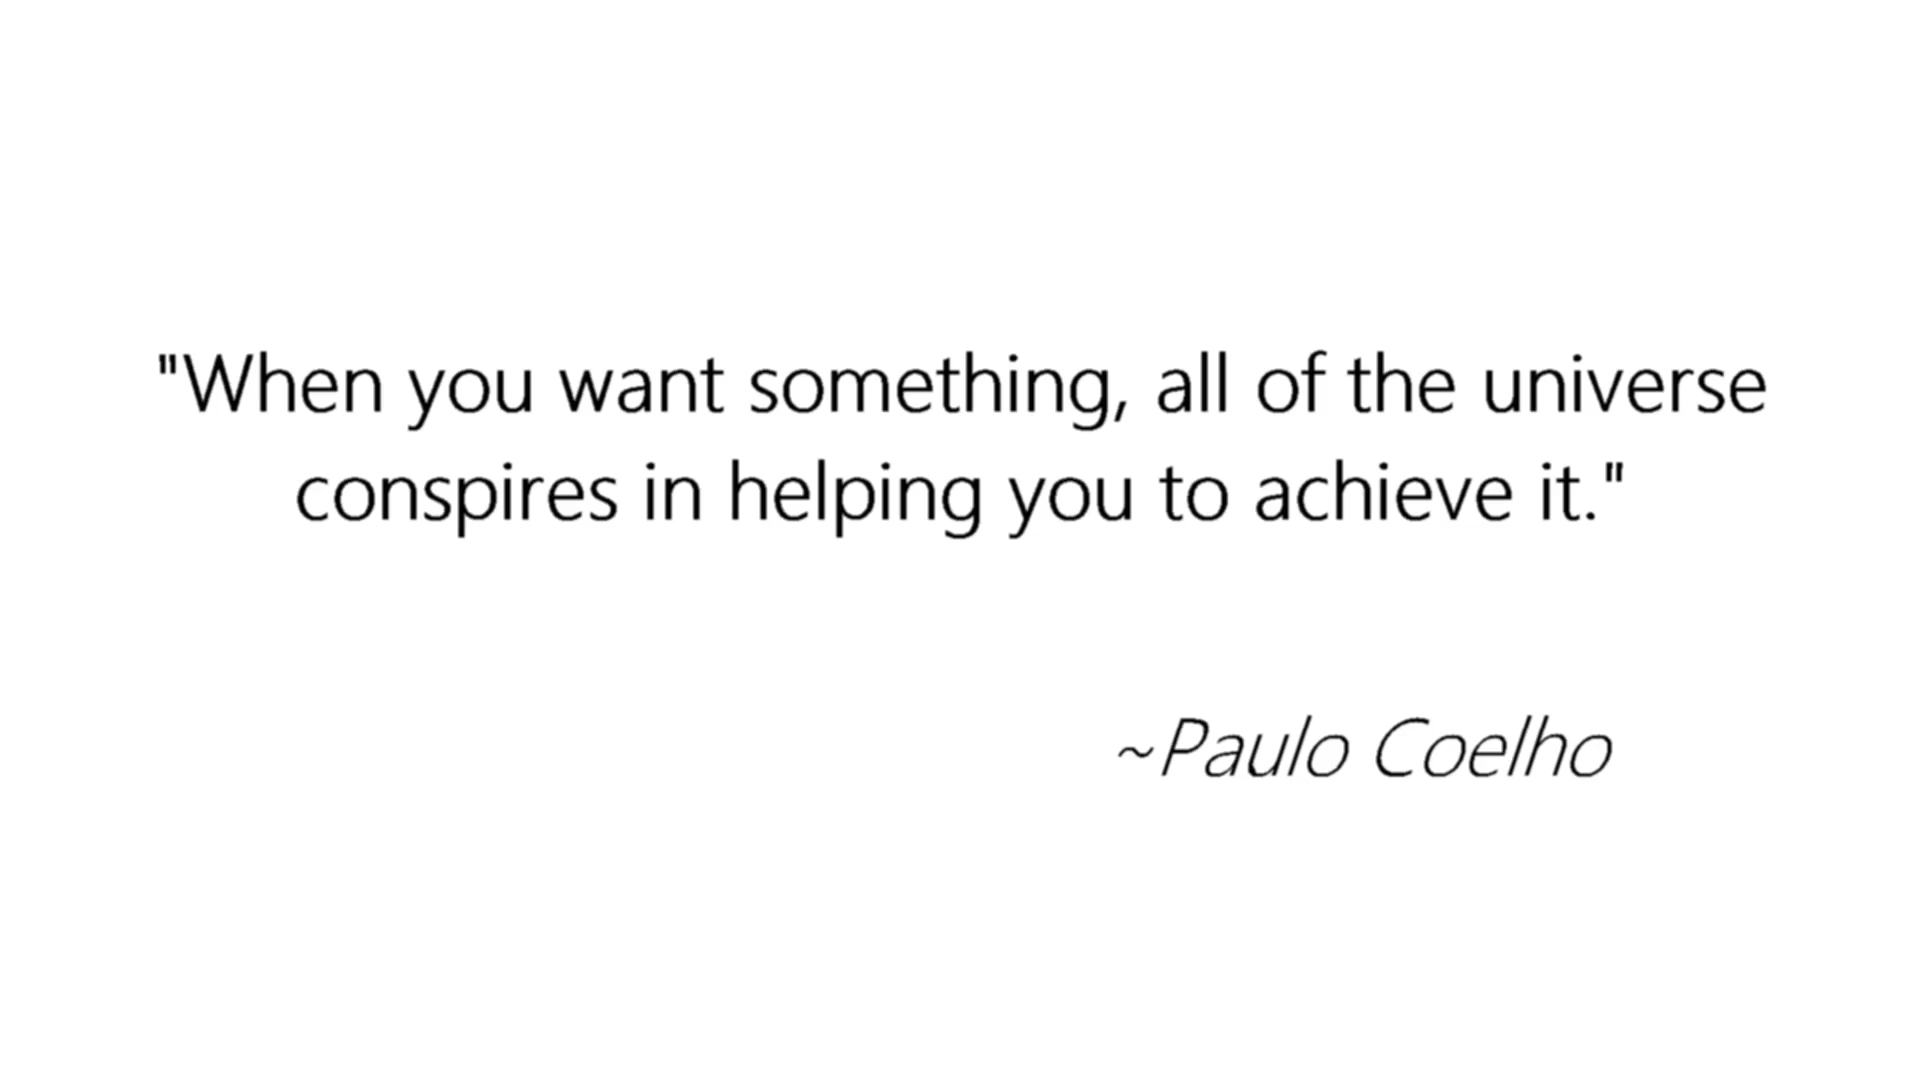 "When you want something, all of the universe
conspires in helping you to achieve it."
~Paulo Coelho